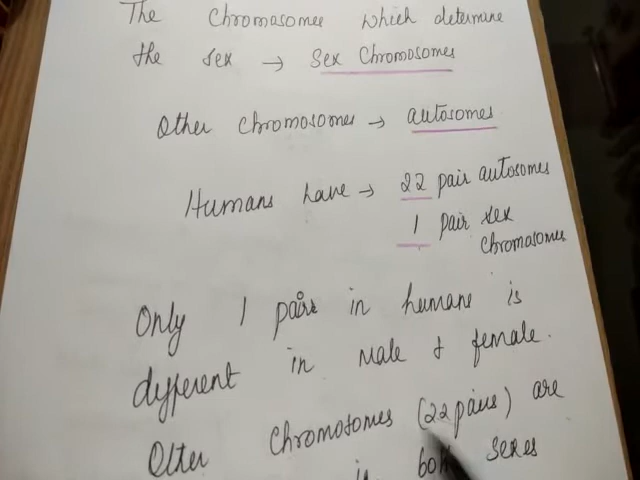 The Chromosomes which determine
the sex → Sex Chromosomes
Other chromosomes → autosomes
Humans have → 22 pair autosomes
1 pair sex
chromosomes
Only 1 pair in humans is
different in Male & female.
Other Chromosomes (22 pairs) are
in both sexes